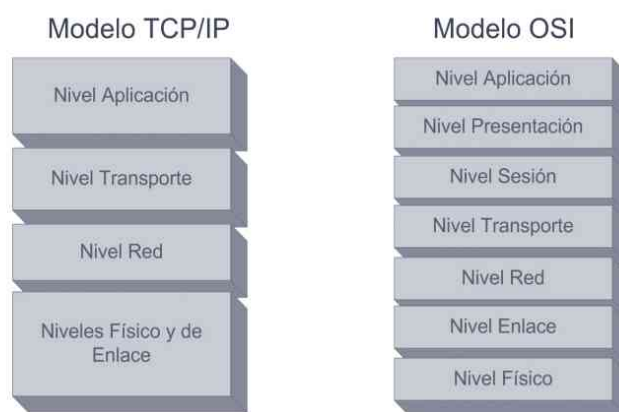 Modelo TCP/IP
Nivel Aplicación
Nivel Transporte
Nivel Red
Niveles Físico y de
Enlace
Modelo OSI
Nivel Aplicación
Nivel Presentación
Nivel Sesión
Nivel Transporte
Nivel Red
Nivel Enlace
Nivel Físico